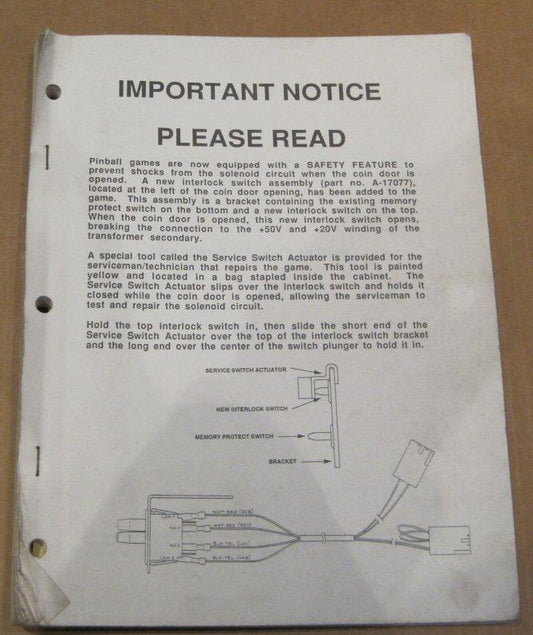 IMPORTANT NOTICE
PLEASE READ
Pinball games are now equipped with a SAFETY FEATURE to
prevent shocks from the solenoid circuit when the coin door is
opened. A new interlock switch assembly (part no. A-17077),
located at the left of the coin door opening, has been added to the
game. This assembly is a bracket containing the existing memory
protect switch on the bottom and a new interlock switch on the top.
When the coin door is opened, this new interlock switch opens,
breaking the connection to the +50V and +20V winding of the
transformer secondary.
A special tool called the Service Switch Actuator is provided for the
serviceman/technician that repairs the game. This tool is painted
yellow and located in a bag stapled inside the cabinet. The
Service Switch Actuator slips over the interlock switch and holds it
closed while the coin door is opened, allowing the serviceman to
test and repair the solenoid circuit.
Hold the top interlock switch in, then slide the short end of the
Service Switch Actuator over the top of the interlock switch bracket
and the long end over the center of the switch plunger to hold it in.
SERVICE SWITCH ACTUATOR
NEW INTERLOCK SWITCH
MEMORY PROTECT SWITCH
BRACKET